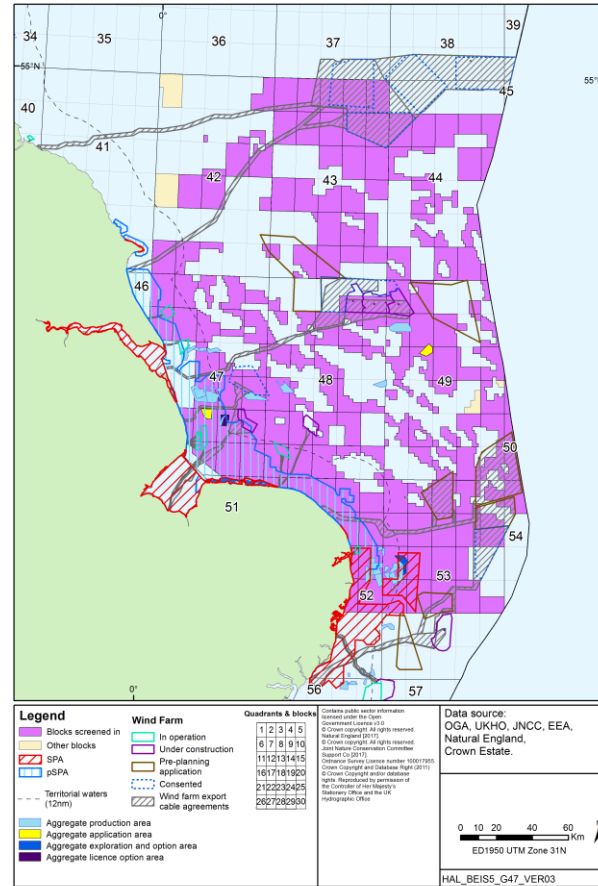 0°
39
34
35
36
37
38
55°N
55°
45
40
41
42
43
44
46
47
48
49
50
51
54
53
52
0°
56
57
Legend
Blocks screened in
Other blocks
SPA
pSPA
Territorial waters
(12nm)
Aggregate production area
Aggregate application area
Aggregate exploration and option area
Aggregate licence option area
Wind Farm
In operation
Under construction
Pre-planning
application
Consented
Wind farm export
cable agreements
Quadrants & blocks
1 2 3 4 5
6 7 8 9 10
11 12 13 14 15
16 17 18 19 20
21 22 23 24 25
26 27 28 29 30
Contains public sector information
licensed under the Open
Government Licence v3.0
© Crown copyright. All rights reserved.
Natural England [2017].
© Crown copyright. All rights reserved.
Joint Nature Conservation Committee
Support Co [2017].
Ordnance Survey Licence number 100017955
Crown Copyright and Database Right (2011)
© Crown Copyright and/or database
rights. Reproduced by permission of
the Controller of Her Majesty's
Stationery Office and the UK
Hydrographic Office
Data source:
OGA, UKHO, JNCC, EEA,
Natural England,
Crown Estate.
0 10 20 40 60
Km
ED1950 UTM Zone 31N
HAL_BEIS5_G47_VER03